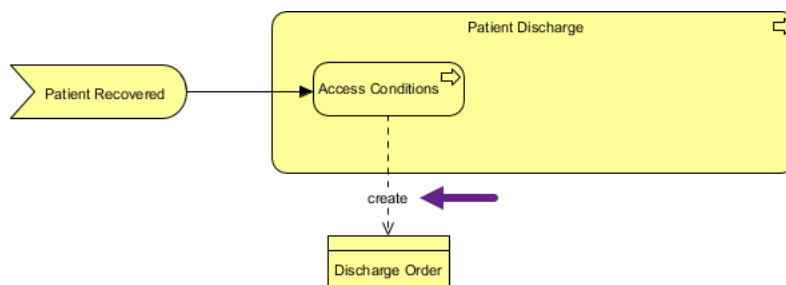 Patient Discharge
Patient Recovered
Access Conditions
create
Discharge Order